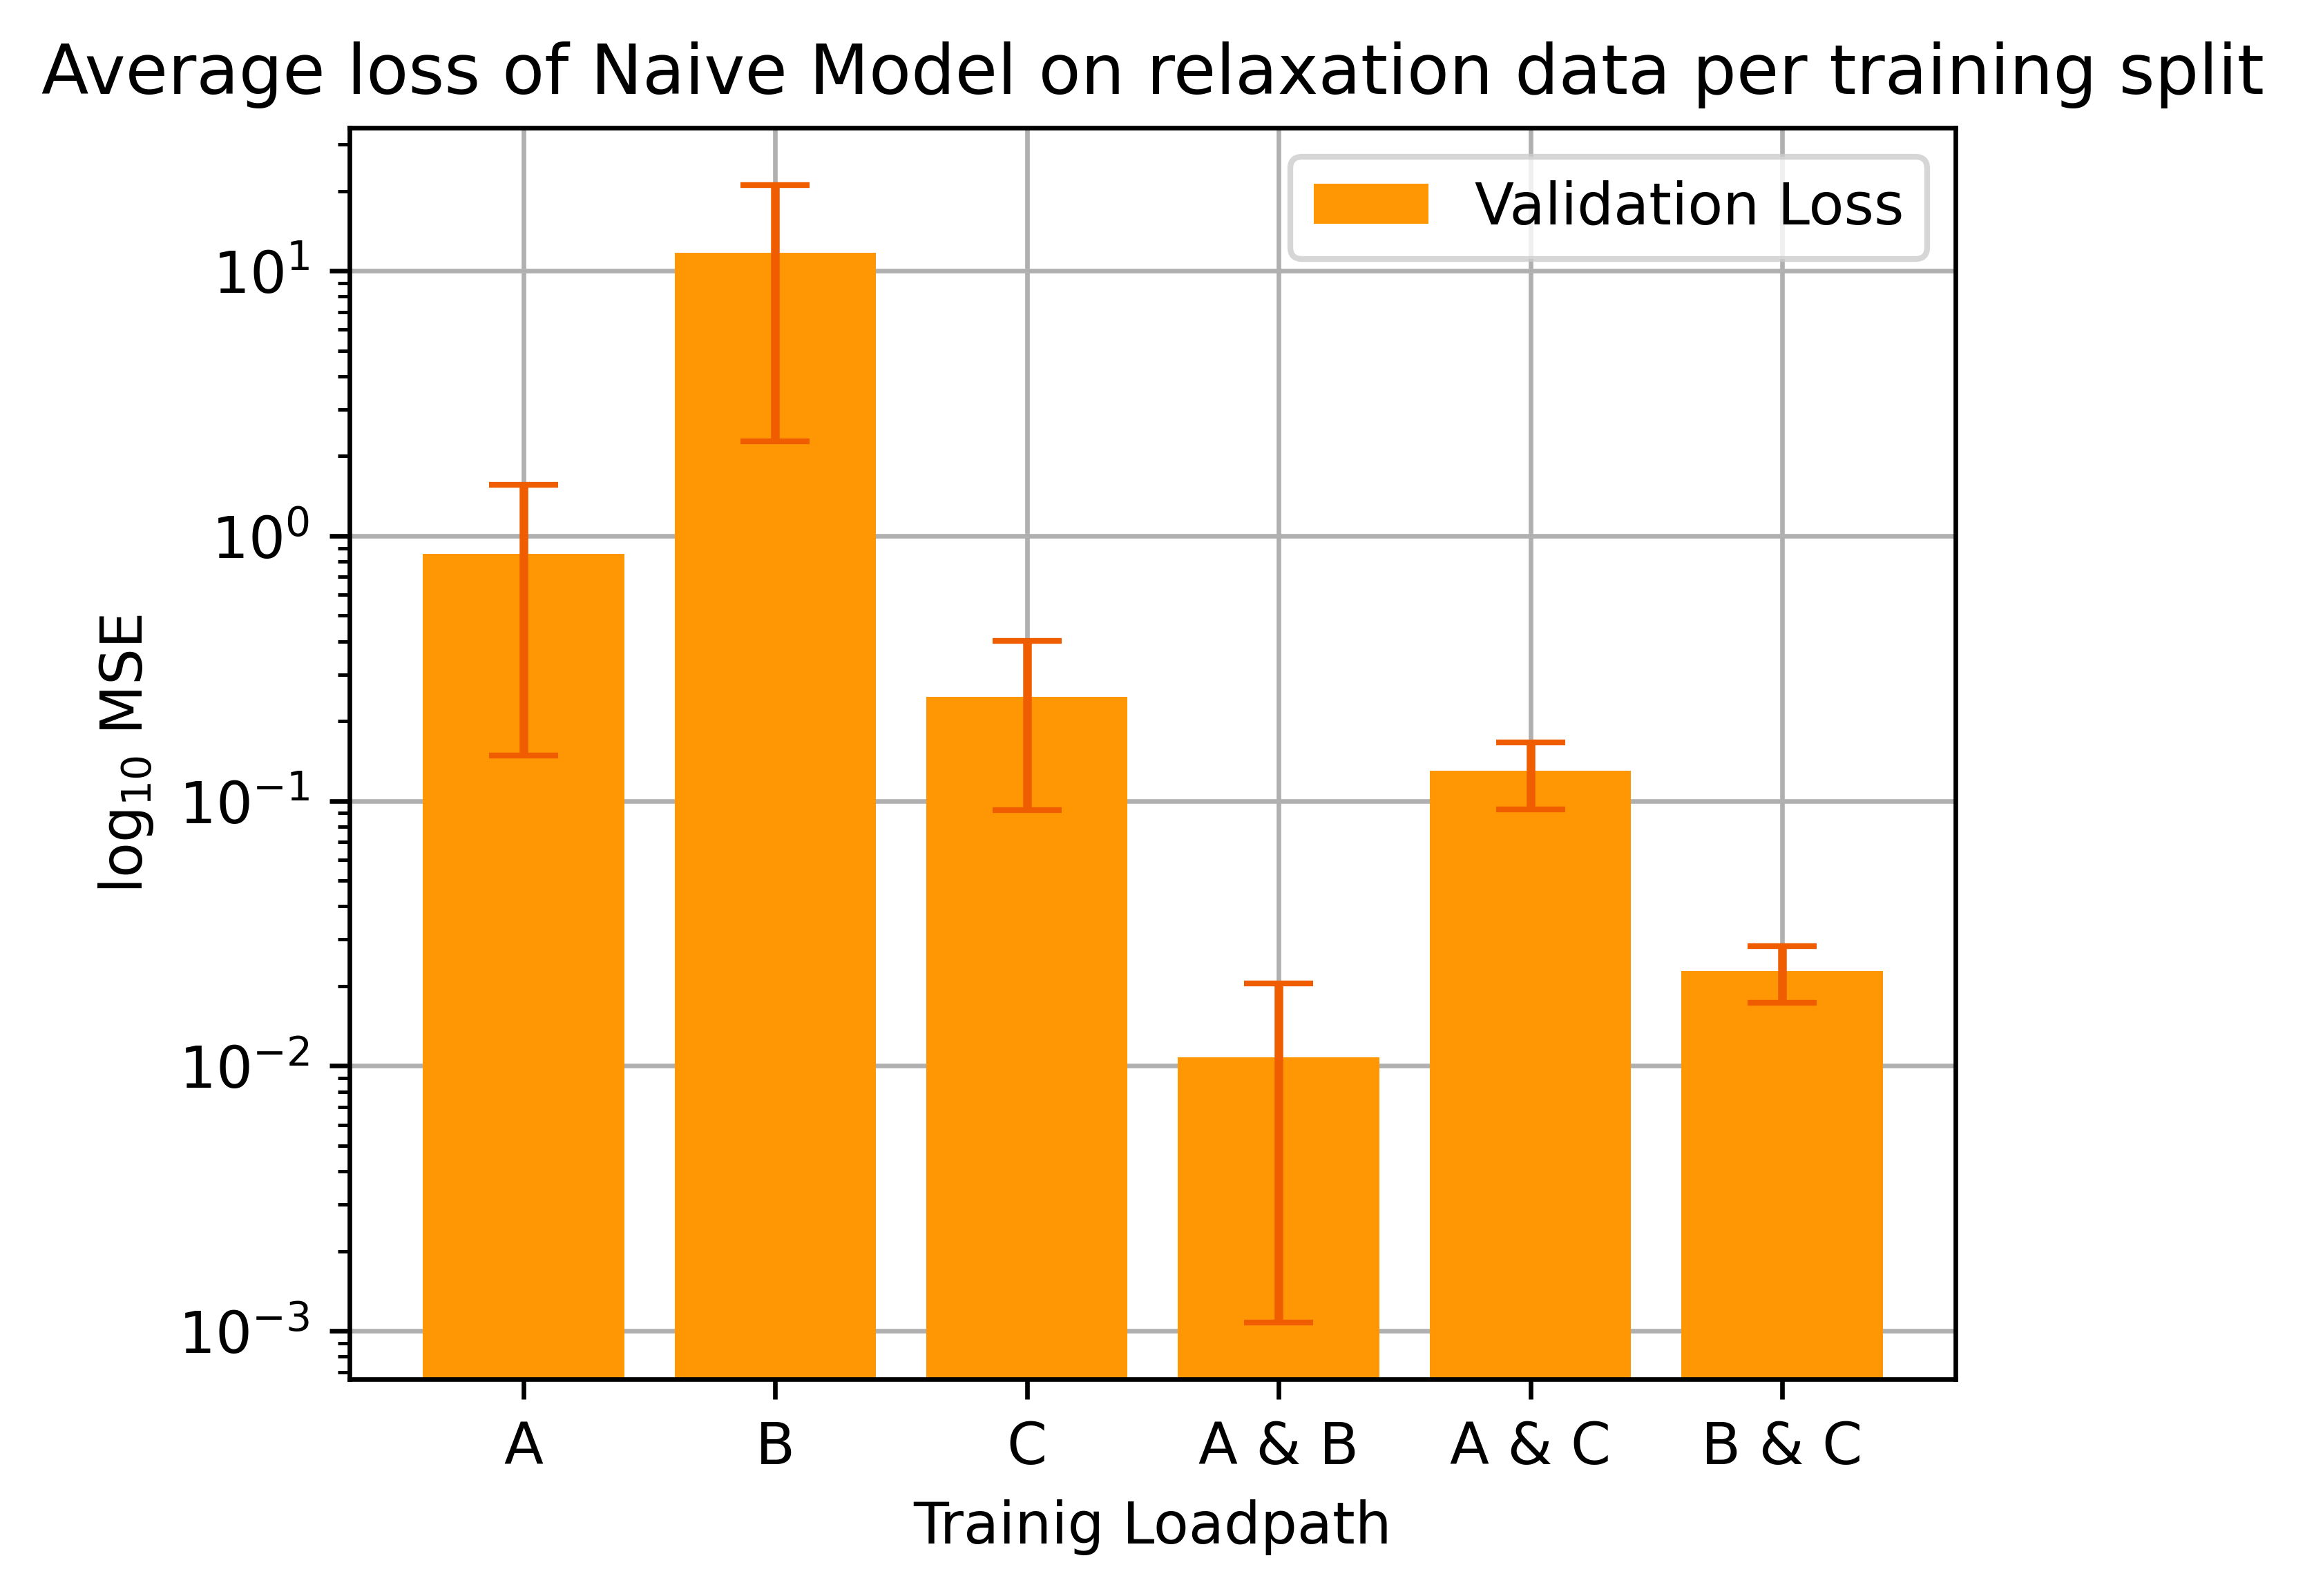 Average loss of Naive Model on relaxation data per training split
Validation Loss
10¹
10⁰
10⁻¹
10⁻²
10⁻³
log₁₀ MSE
A B C A & B A & C B & C
Trainig Loadpath